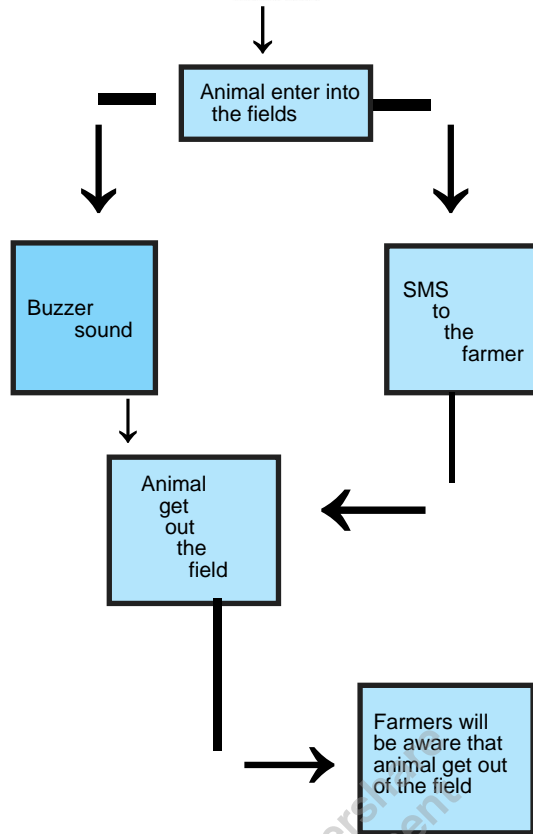 Animal enter into
the fields
Buzzer
sound
SMS
to
the
farmer
Animal
get
out
the
field
Farmers will
be aware that
animal get out
of the field